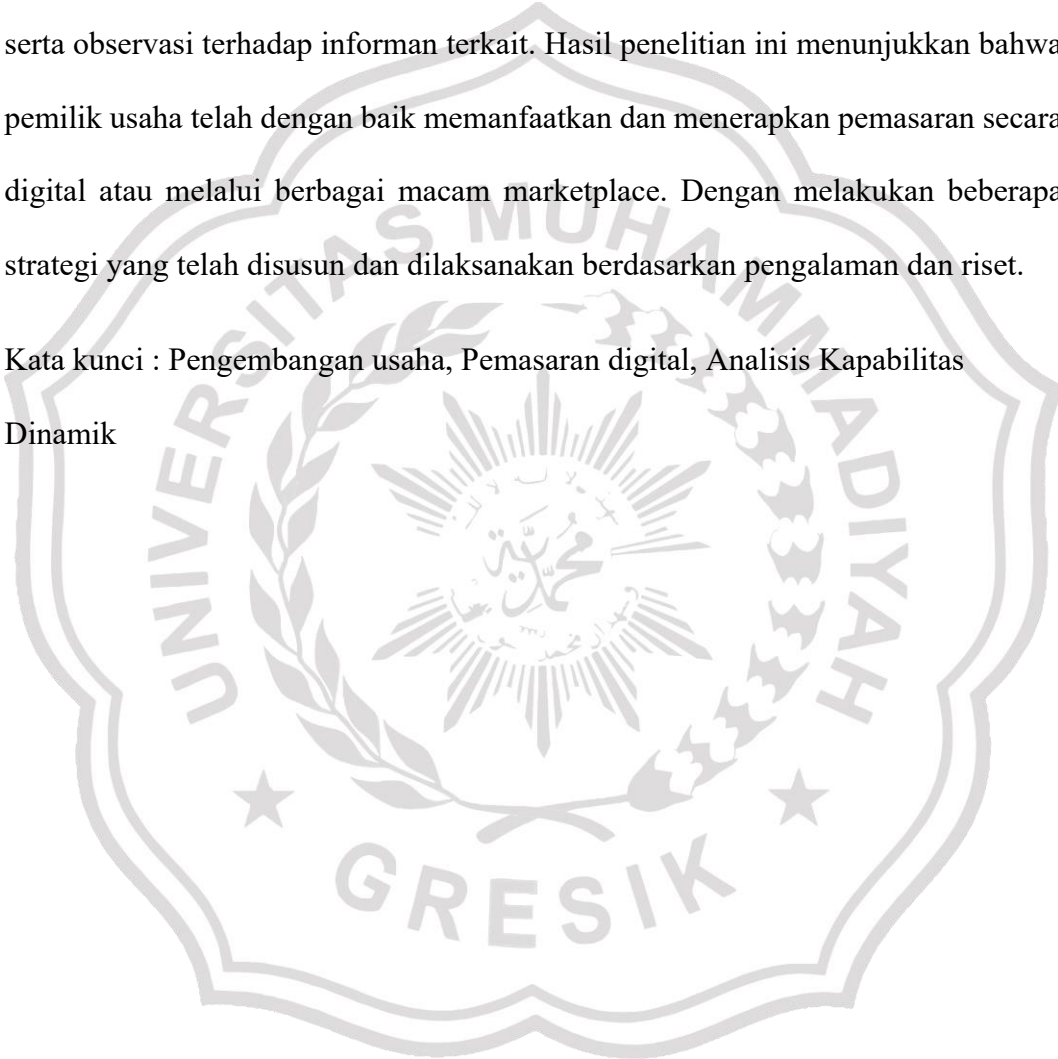 serta observasi terhadap informan terkait. Hasil penelitian ini menunjukkan bahwa
pemilik usaha telah dengan baik memanfaatkan dan menerapkan pemasaran secara
digital atau melalui berbagai macam marketplace. Dengan melakukan beberapa
strategi yang telah disusun dan dilaksanakan berdasarkan pengalaman dan riset.
Kata kunci : Pengembangan usaha, Pemasaran digital, Analisis Kapabilitas
Dinamik
UNIVERSITAS MUHAMMADIYAH
محمد
GRESIK